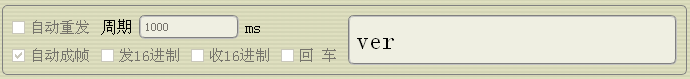 自动重发 周期 1000 ms
自动成帧 发16进制 收16进制 回 车
ver